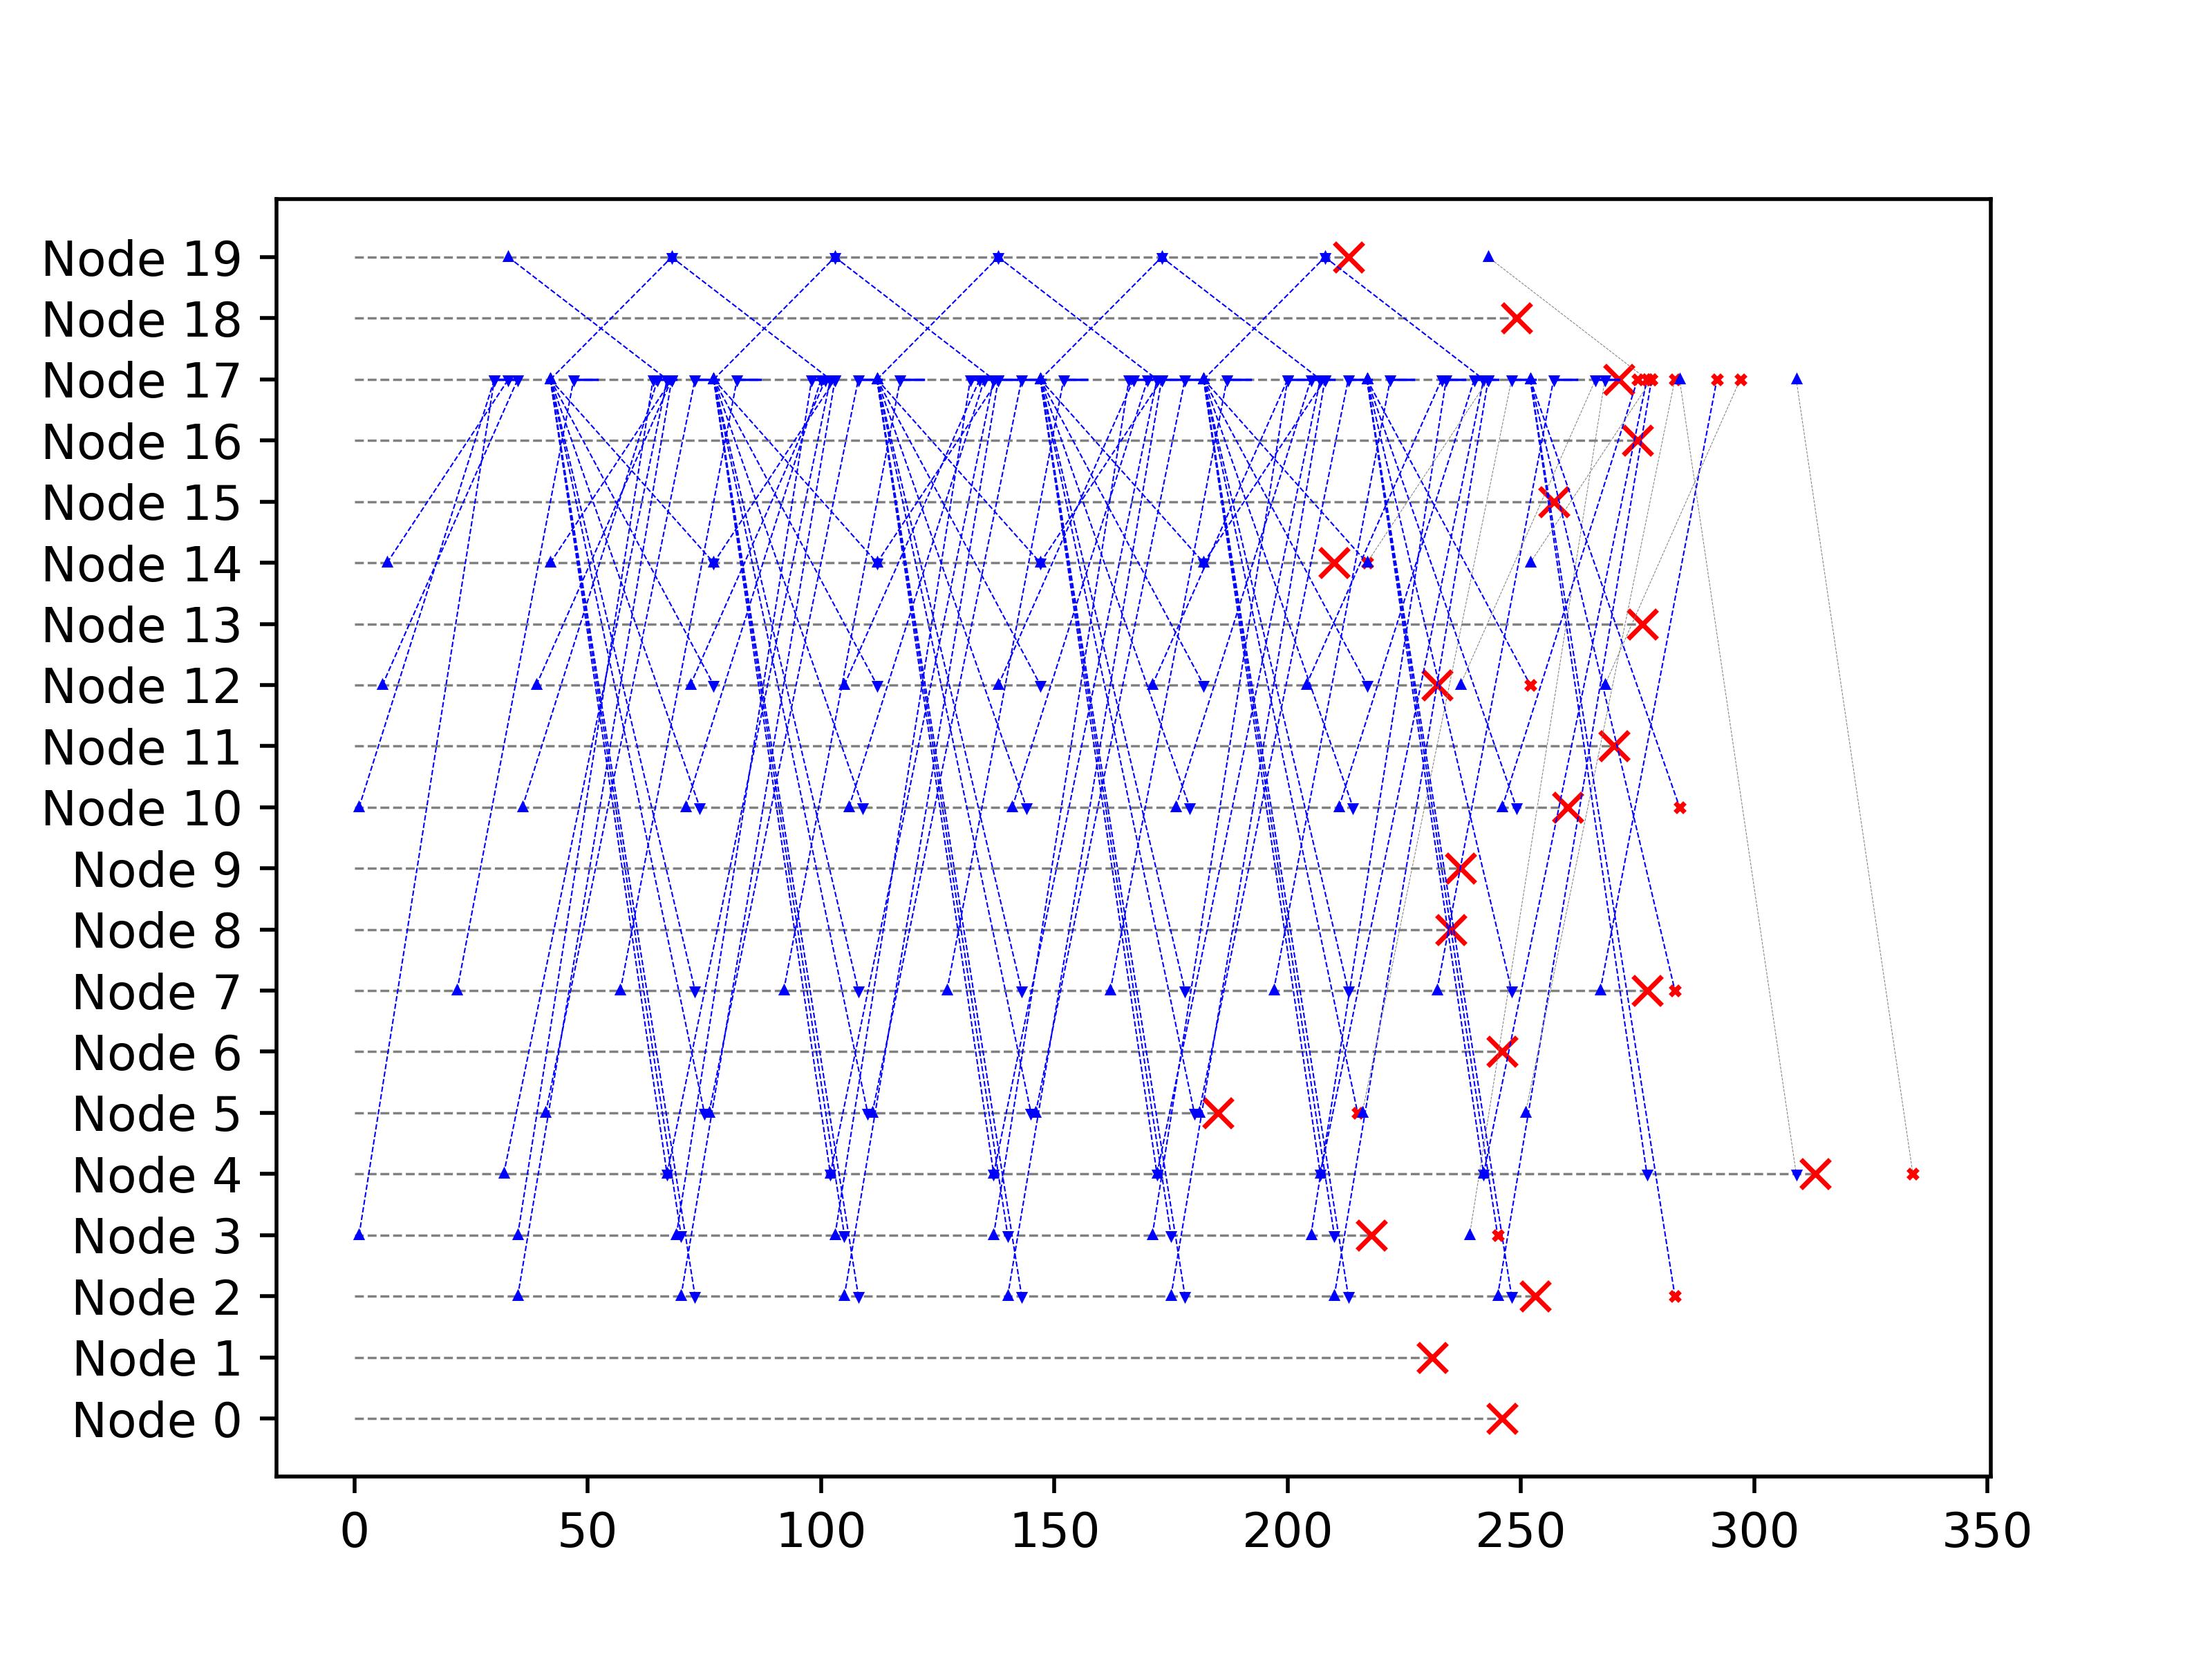 Node 19
Node 18
Node 17
Node 16
Node 15
Node 14
Node 13
Node 12
Node 11
Node 10
Node 9
Node 8
Node 7
Node 6
Node 5
Node 4
Node 3
Node 2
Node 1
Node 0
0 50 100 150 200 250 300 350